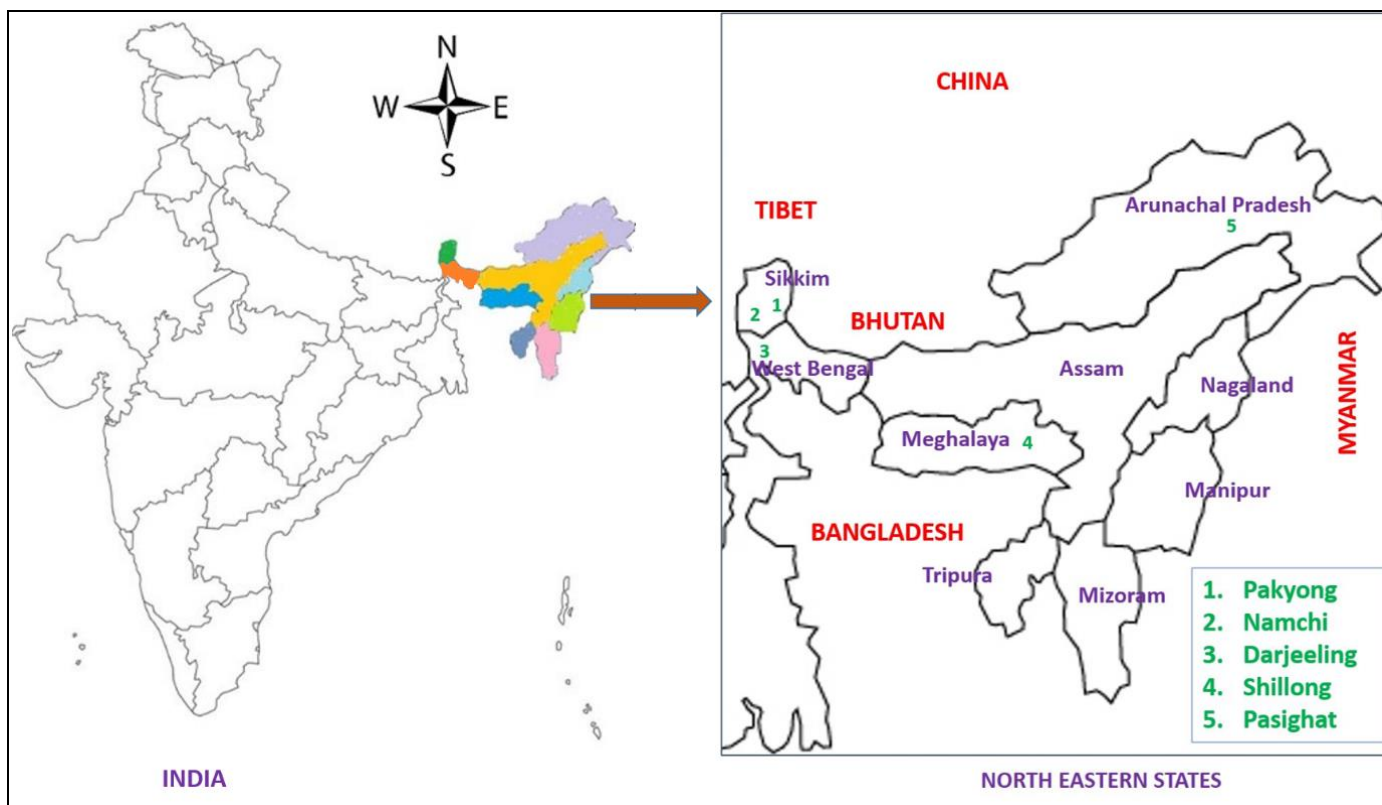 N
W E
S
INDIA
CHINA
TIBET
Arunachal Pradesh
5
Sikkim
1
2
BHUTAN
3
West Bengal
Assam
Nagaland
MYANMAR
Meghalaya 4
Manipur
BANGLADESH
Tripura
Mizoram
1. Pakyong
2. Namchi
3. Darjeeling
4. Shillong
5. Pasighat
NORTH EASTERN STATES